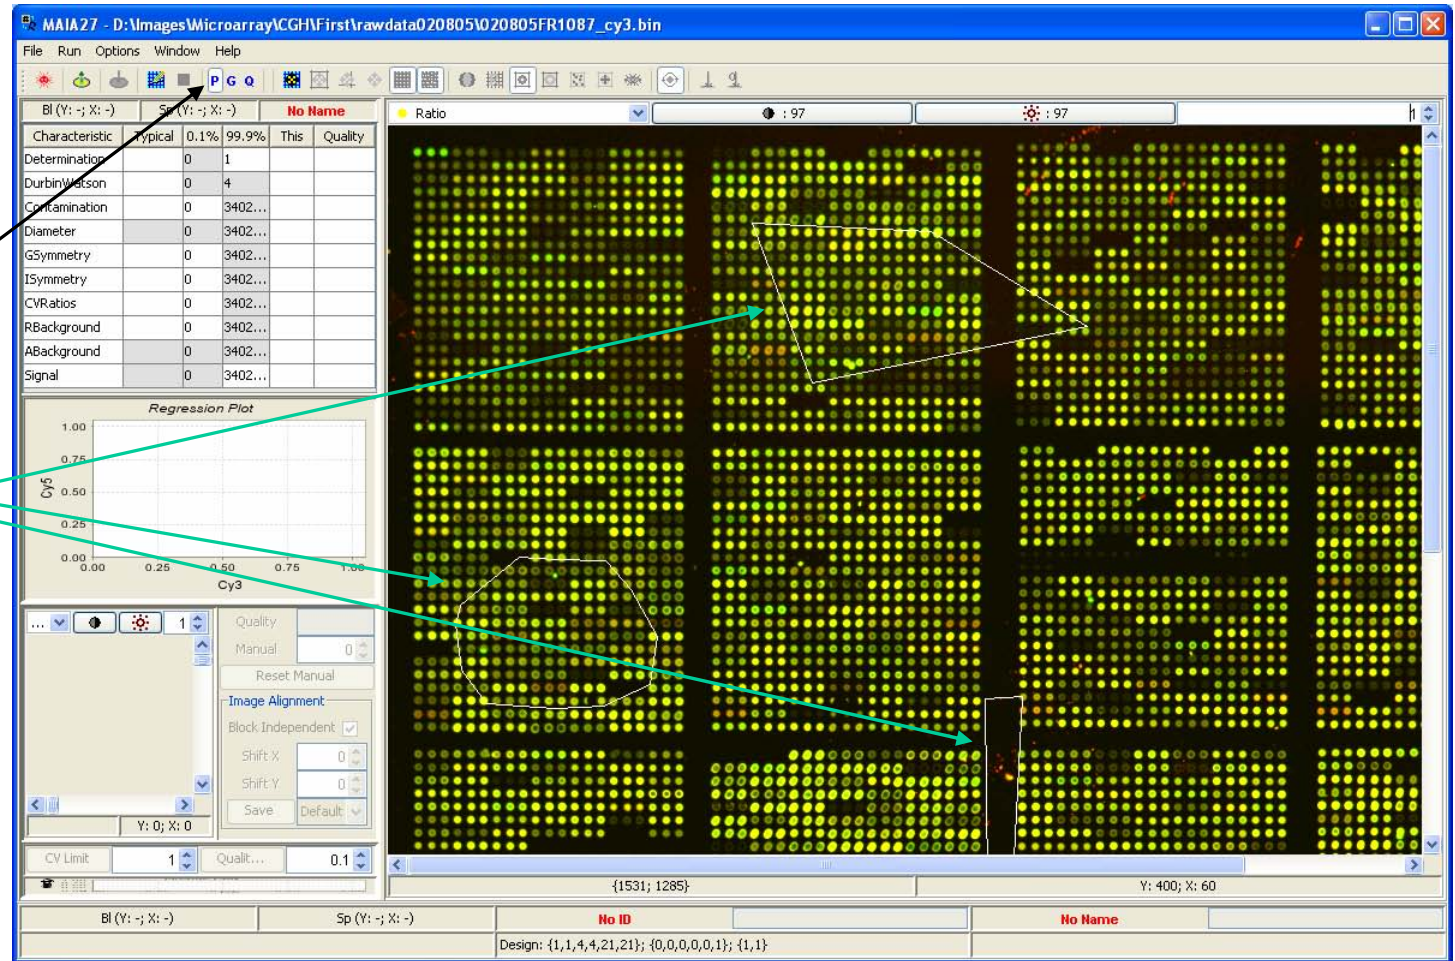 MAIA27 - D:\Images\Microarray\CGH\First\rawdata020805\020805FR1087_cy3.bin
File Run Options Window Help
P G Q
Bl (Y: -; X: -) Sp (Y: -; X: -) No Name
Ratio : 97 : 97 1
Characteristic Typical 0.1% 99.9% This Quality
Determination 0 1
DurbinWatson 0 4
Contamination 0 3402...
Diameter 0 3402...
GSymmetry 0 3402...
ISymmetry 0 3402...
CVRatios 0 3402...
RBackground 0 3402...
ABackground 0 3402...
Signal 0 3402...
Regression Plot
1.00
0.75
Cy5
0.50
0.25
0.00
0.00 0.25 0.50 0.75 1.00
Cy3
... 1 Quality
Manual 0
Reset Manual
Image Alignment
Block Independent
Shift X 0
Shift Y 0
Save Default
Y: 0; X: 0
CV Limit 1 Qualit... 0.1
{1531; 1285} Y: 400; X: 60
Bl (Y: -; X: -) Sp (Y: -; X: -) No ID No Name
Design: {1,1,4,4,21,21}; {0,0,0,0,0,1}; {1,1}